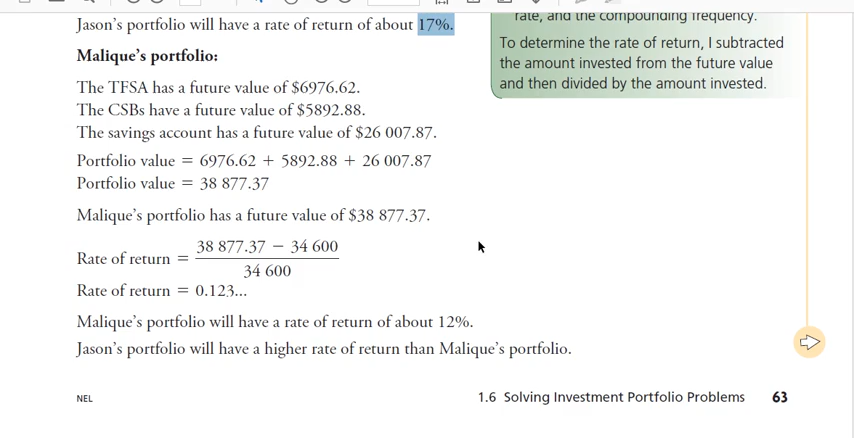 Jason's portfolio will have a rate of return of about 17%.
Malique's portfolio:
The TFSA has a future value of $6976.62.
The CSBs have a future value of $5892.88.
The savings account has a future value of $26 007.87.
Portfolio value = 6976.62 + 5892.88 + 26 007.87
Portfolio value = 38 877.37
Malique's portfolio has a future value of $38 877.37.
Rate of return = 38 877.37 − 34 600
34 600
Rate of return = 0.123...
Malique's portfolio will have a rate of return of about 12%.
Jason's portfolio will have a higher rate of return than Malique's portfolio.
rate, and the compounding frequency.
To determine the rate of return, I subtracted
the amount invested from the future value
and then divided by the amount invested.
NEL
1.6 Solving Investment Portfolio Problems 63